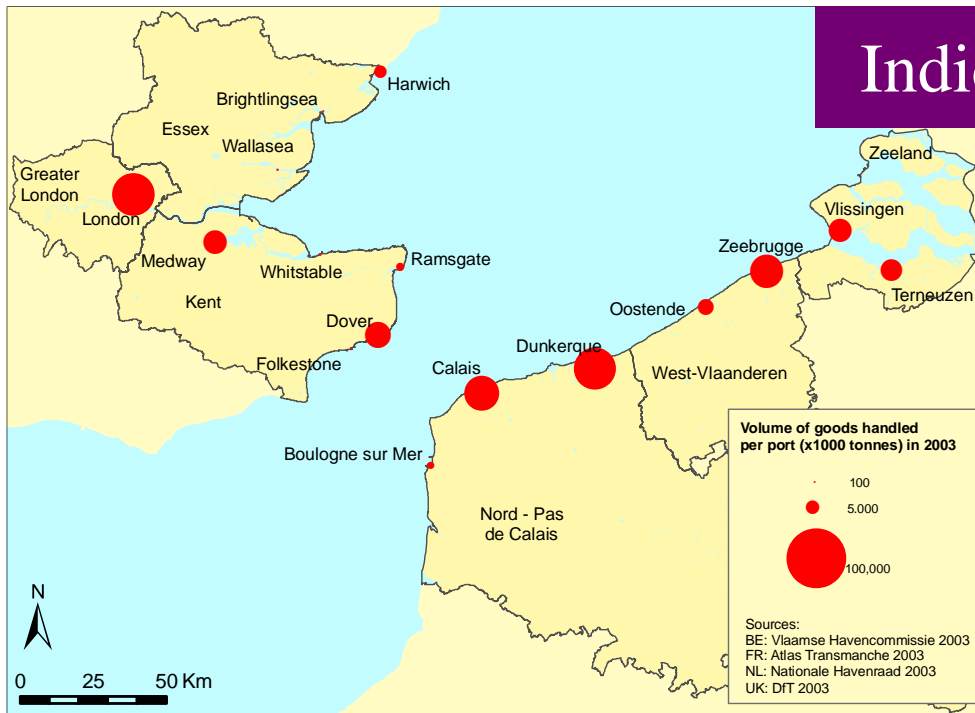 Indi
Harwich
Brightlingsea
Essex
Wallasea
Greater
London
London
Medway
Whitstable
Ramsgate
Kent
Dover
Folkestone
Zeeland
Vlissingen
Zeebrugge
Terneuzen
Oostende
Dunkerque
Calais
West-Vlaanderen
Boulogne sur Mer
Nord - Pas
de Calais
Volume of goods handled
per port (x1000 tonnes) in 2003
100
5.000
100,000
Sources:
BE: Vlaamse Havencommissie 2003
FR: Atlas Transmanche 2003
NL: Nationale Havenraad 2003
UK: DfT 2003
N
0 25 50 Km